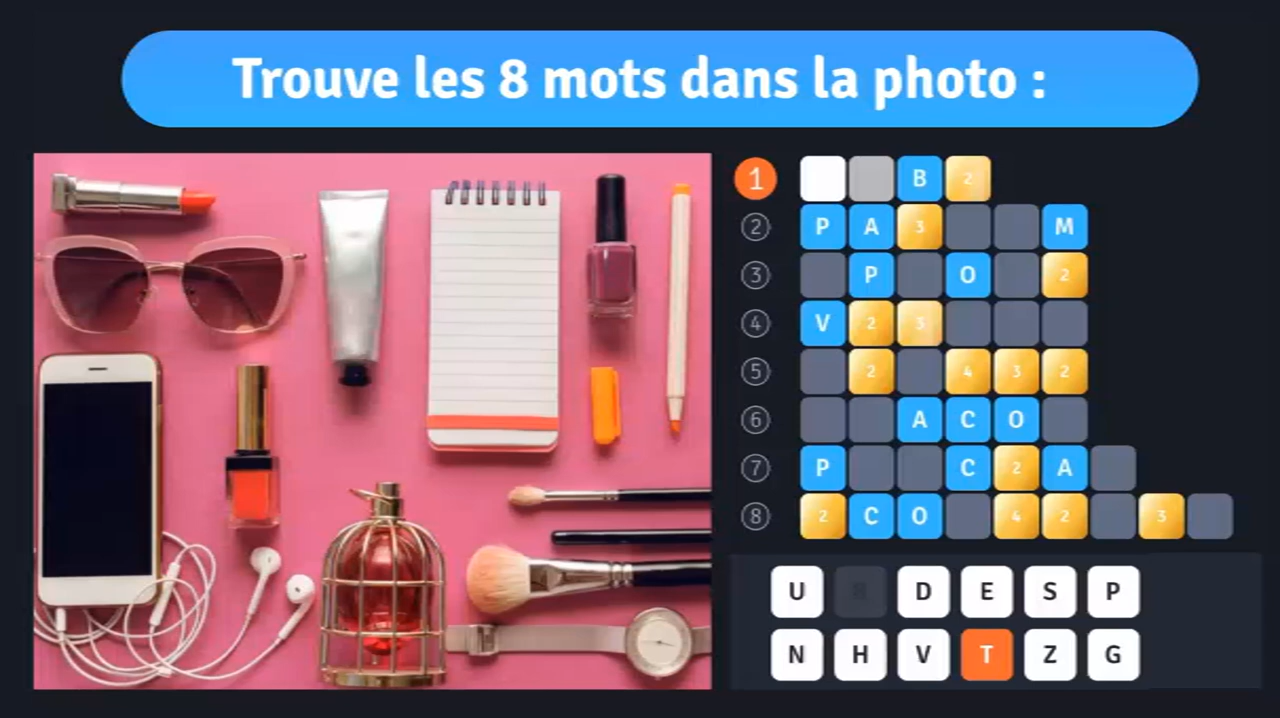 Trouve les 8 mots dans la photo :
1 B 2
2 P A 3 M
3 P O 2
4 V 2 3
5 2 4 3 2
6 A C O
7 P C 2 A
8 2 C O 4 2 3
U D E S P
N H V T Z G